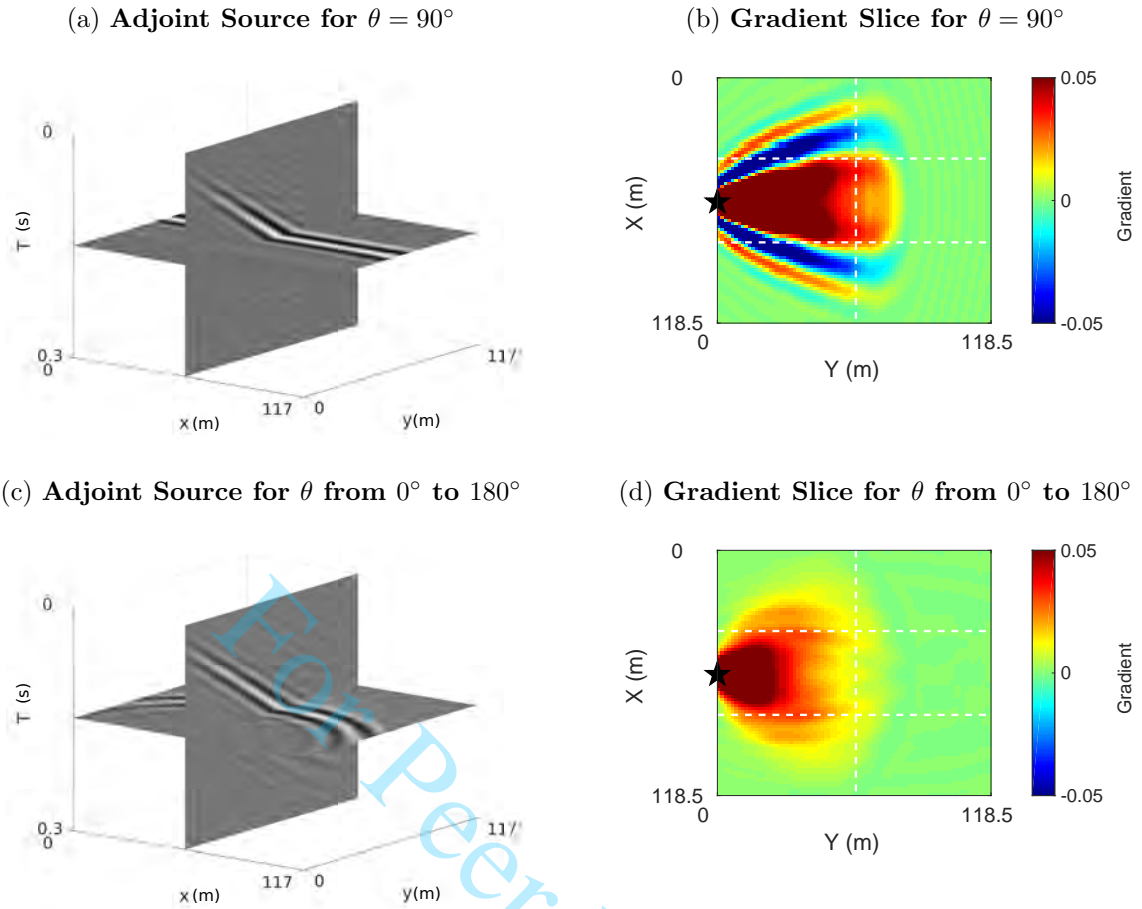 (a) Adjoint Source for θ = 90°
(b) Gradient Slice for θ = 90°
0
T (s)
0.3
0
x(m)
117
0
y(m)
117
0
X (m)
118.5
0
Y (m)
118.5
0.05
0
-0.05
Gradient
(c) Adjoint Source for θ from 0° to 180°
(d) Gradient Slice for θ from 0° to 180°
0
T (s)
0.3
0
x(m)
117
0
y(m)
117
0
X (m)
118.5
0
Y (m)
118.5
0.05
0
-0.05
Gradient
For Peer